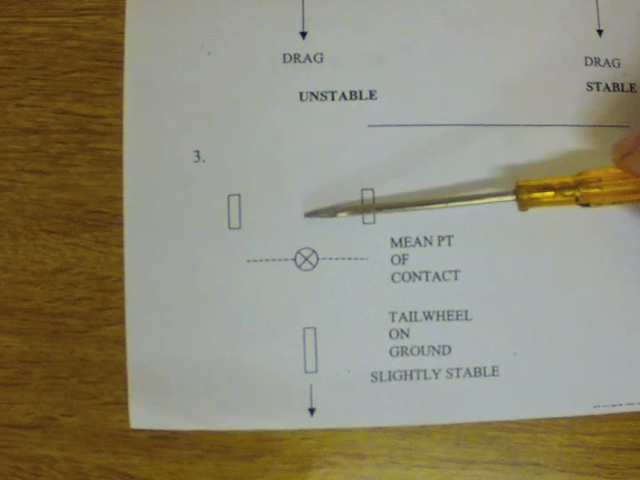 DRAG
DRAG
UNSTABLE
STABLE
3.
MEAN PT
OF
CONTACT
TAILWHEEL
ON
GROUND
SLIGHTLY STABLE